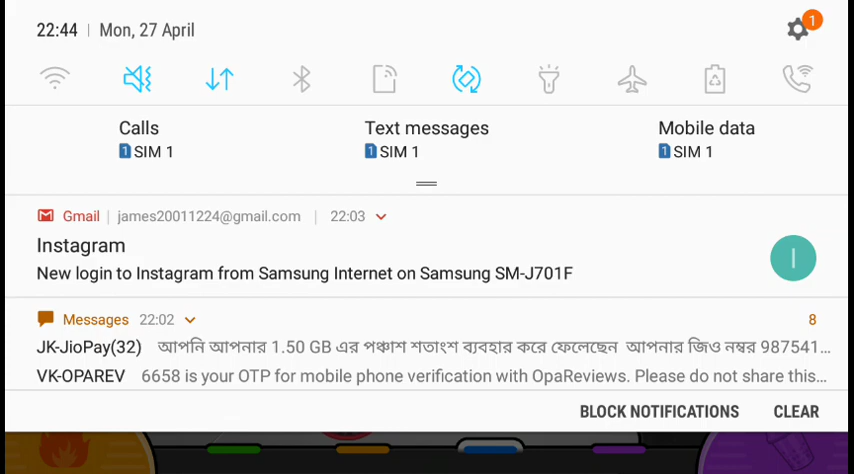 22:44 | Mon, 27 April
1
Calls
1 SIM 1
Text messages
1 SIM 1
Mobile data
1 SIM 1
Gmail | james20011224@gmail.com | 22:03
Instagram
New login to Instagram from Samsung Internet on Samsung SM-J701F
I
Messages 22:02
8
JK-JioPay(32) আপনি আপনার 1.50 GB এর পঞ্চাশ শতাংশ ব্যবহার করে ফেলেছেন আপনার জিও নম্বর 987541...
VK-OPAREV 6658 is your OTP for mobile phone verification with OpaReviews. Please do not share this...
BLOCK NOTIFICATIONS CLEAR